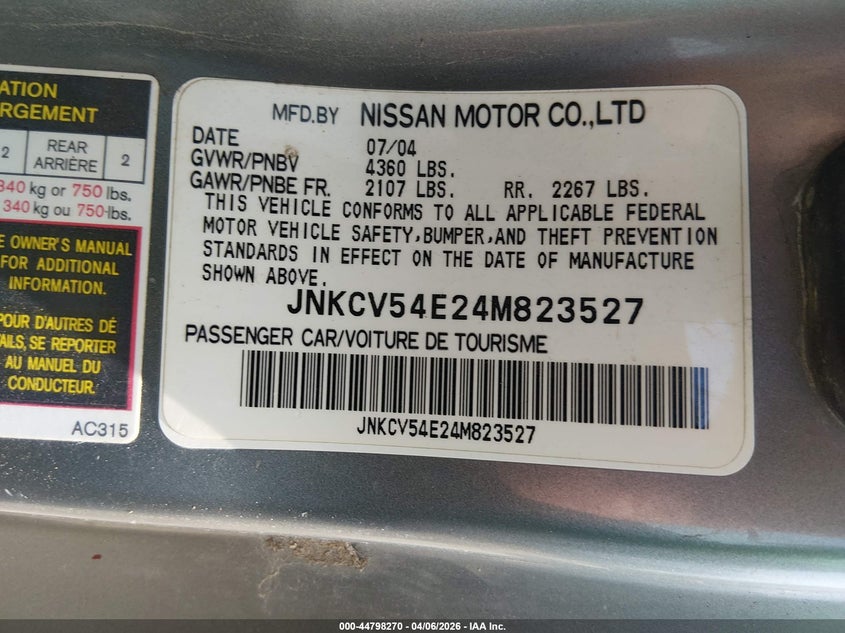 ATION
RGEMENT
2 REAR ARRIÈRE 2
340 kg or 750 lbs.
340 kg ou 750 lbs.
E OWNER'S MANUAL
FOR ADDITIONAL
INFORMATION.
POUR D'AUTRES DÉ
AILS, SE REPORTER
AU MANUEL DU
CONDUCTEUR.
AC315
MFD.BY NISSAN MOTOR CO.,LTD
DATE 07/04
GVWR/PNBV 4360 LBS.
GAWR/PNBE FR. 2107 LBS. RR. 2267 LBS.
THIS VEHICLE CONFORMS TO ALL APPLICABLE FEDERAL
MOTOR VEHICLE SAFETY,BUMPER,AND THEFT PREVENTION
STANDARDS IN EFFECT ON THE DATE OF MANUFACTURE
SHOWN ABOVE.
JNKCV54E24M823527
PASSENGER CAR/VOITURE DE TOURISME
JNKCV54E24M823527
000-44798270 - 04/06/2026 - IAA Inc.